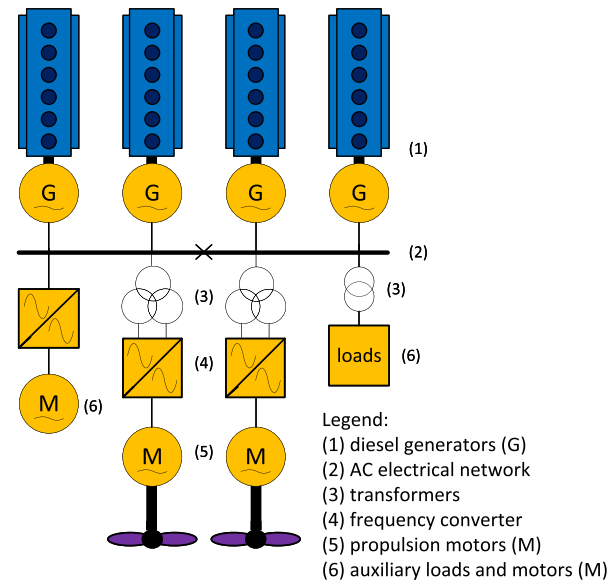 (1)
G
G
G
G
(2)
(3)
(3)
(4)
loads
(6)
M
(6)
M
(5)
M
Legend:
(1) diesel generators (G)
(2) AC electrical network
(3) transformers
(4) frequency converter
(5) propulsion motors (M)
(6) auxiliary loads and motors (M)